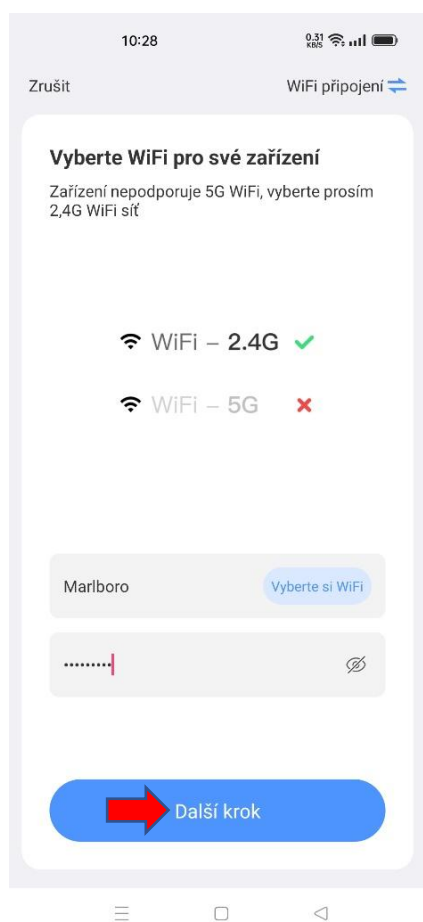 10:28
0.31 KB/S
Zrušit
WiFi připojení
Vyberte WiFi pro své zařízení
Zařízení nepodporuje 5G WiFi, vyberte prosím
2,4G WiFi síť
WiFi – 2.4G
WiFi – 5G
Marlboro
Vyberte si WiFi
•••••••••
Další krok